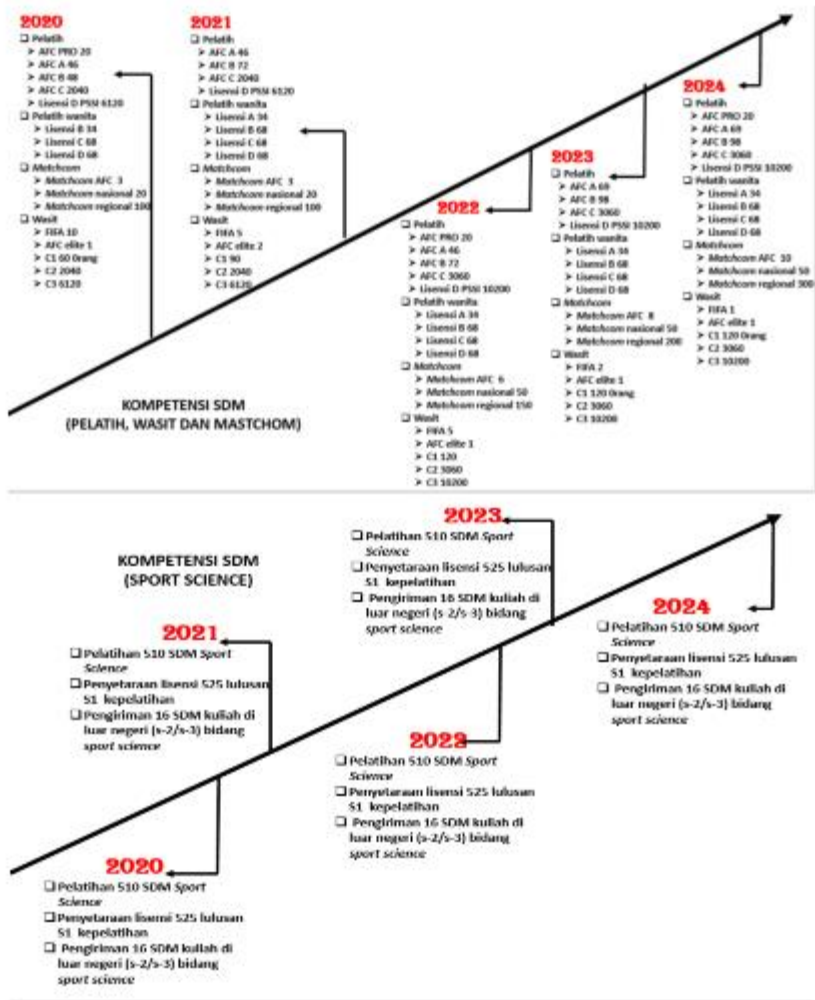 2020
Pelatih
AFC PRO 20
AFC A 46
AFC B 48
AFC C 2040
Lisensi D PSSI 6120
Pelatih wanita
Lisensi B 34
Lisensi C 68
Lisensi D 68
Matchcom
Matchcom AFC 3
Matchcom nasional 20
Matchcom regional 100
Wasit
FIFA 10
AFC elite 1
C1 60 Orang
C2 2040
C3 6120
2021
Pelatih
AFC A 46
AFC B 72
AFC C 2040
Lisensi D PSSI 6120
Pelatih wanita
Lisensi A 34
Lisensi B 68
Lisensi C 68
Lisensi D 68
Matchcom
Matchcom AFC 3
Matchcom nasional 20
Matchcom regional 100
Wasit
FIFA 5
AFC elite 2
C1 90
C2 2040
C3 6120
2022
Pelatih
AFC PRO 20
AFC A 46
AFC B 72
AFC C 3060
Lisensi D PSSI 10200
Pelatih wanita
Lisensi A 34
Lisensi B 68
Lisensi C 68
Lisensi D 68
Matchcom
Matchcom AFC 6
Matchcom nasional 50
Matchcom regional 150
Wasit
FIFA 5
AFC elite 1
C1 120
C2 3060
C3 10200
2023
Pelatih
AFC A 69
AFC B 98
AFC C 3060
Lisensi D PSSI 10200
Pelatih wanita
Lisensi A 34
Lisensi B 68
Lisensi C 68
Lisensi D 68
Matchcom
Matchcom AFC 8
Matchcom nasional 50
Matchcom regional 200
Wasit
FIFA 2
AFC elite 1
C1 120 Orang
C2 3060
C3 10200
2024
Pelatih
AFC PRO 20
AFC A 69
AFC B 98
AFC C 3060
Lisensi D PSSI 10200
Pelatih wanita
Lisensi A 34
Lisensi B 68
Lisensi C 68
Lisensi D 68
Matchcom
Matchcom AFC 10
Matchcom nasional 50
Matchcom regional 300
Wasit
FIFA 1
AFC elite 1
C1 120 Orang
C2 3060
C3 10200
KOMPETENSI SDM
(PELATIH, WASIT DAN MASTCHOM)
KOMPETENSI SDM
(SPORT SCIENCE)
2020
Pelatihan 510 SDM Sport
Science
Penyetaraan lisensi 525 lulusan
S1 kepelatihan
Pengiriman 16 SDM kuliah di
luar negeri (s-2/s-3) bidang
sport science
2021
Pelatihan 510 SDM Sport
Science
Penyetaraan lisensi 525 lulusan
S1 kepelatihan
Pengiriman 16 SDM kuliah di
luar negeri (s-2/s-3) bidang
sport science
2022
Pelatihan 510 SDM Sport
Science
Penyetaraan lisensi 525 lulusan
S1 kepelatihan
Pengiriman 16 SDM kuliah di
luar negeri (s-2/s-3) bidang
sport science
2023
Pelatihan 510 SDM Sport
Science
Penyetaraan lisensi 525 lulusan
S1 kepelatihan
Pengiriman 16 SDM kuliah di
luar negeri (s-2/s-3) bidang
sport science
2024
Pelatihan 510 SDM Sport
Science
Penyetaraan lisensi 525 lulusan
S1 kepelatihan
Pengiriman 16 SDM kuliah di
luar negeri (s-2/s-3) bidang
sport science